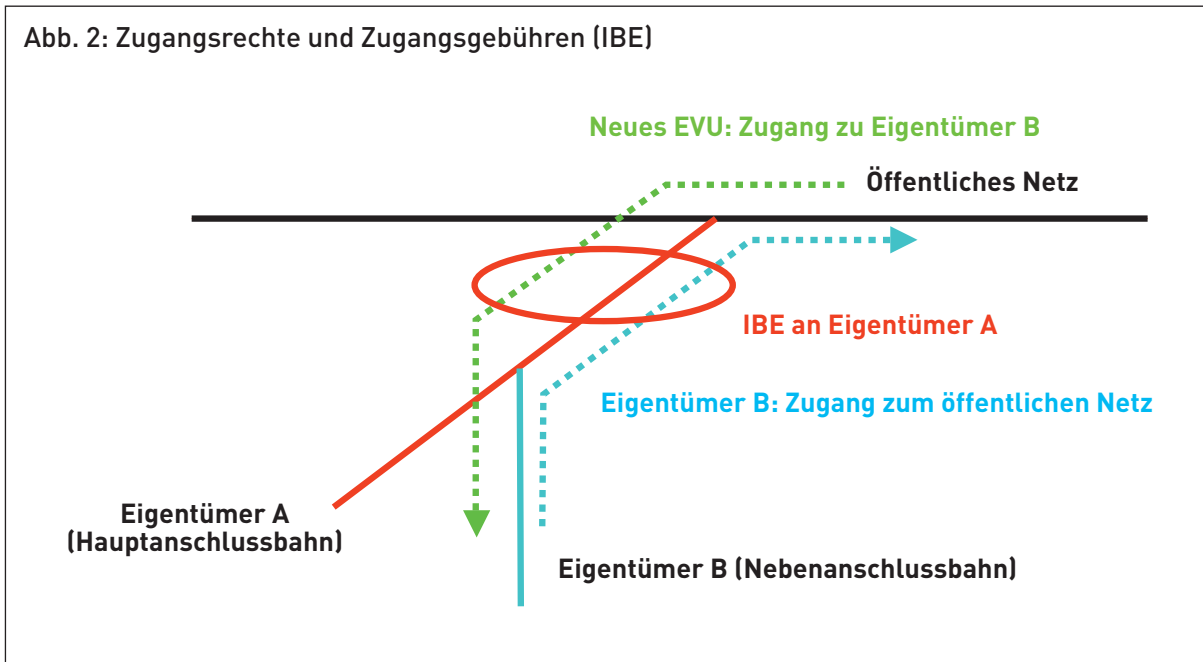 Abb. 2: Zugangsrechte und Zugangsgebühren (IBE)
Neues EVU: Zugang zu Eigentümer B
Öffentliches Netz
IBE an Eigentümer A
Eigentümer B: Zugang zum öffentlichen Netz
Eigentümer A
(Hauptanschlussbahn)
Eigentümer B (Nebenanschlussbahn)